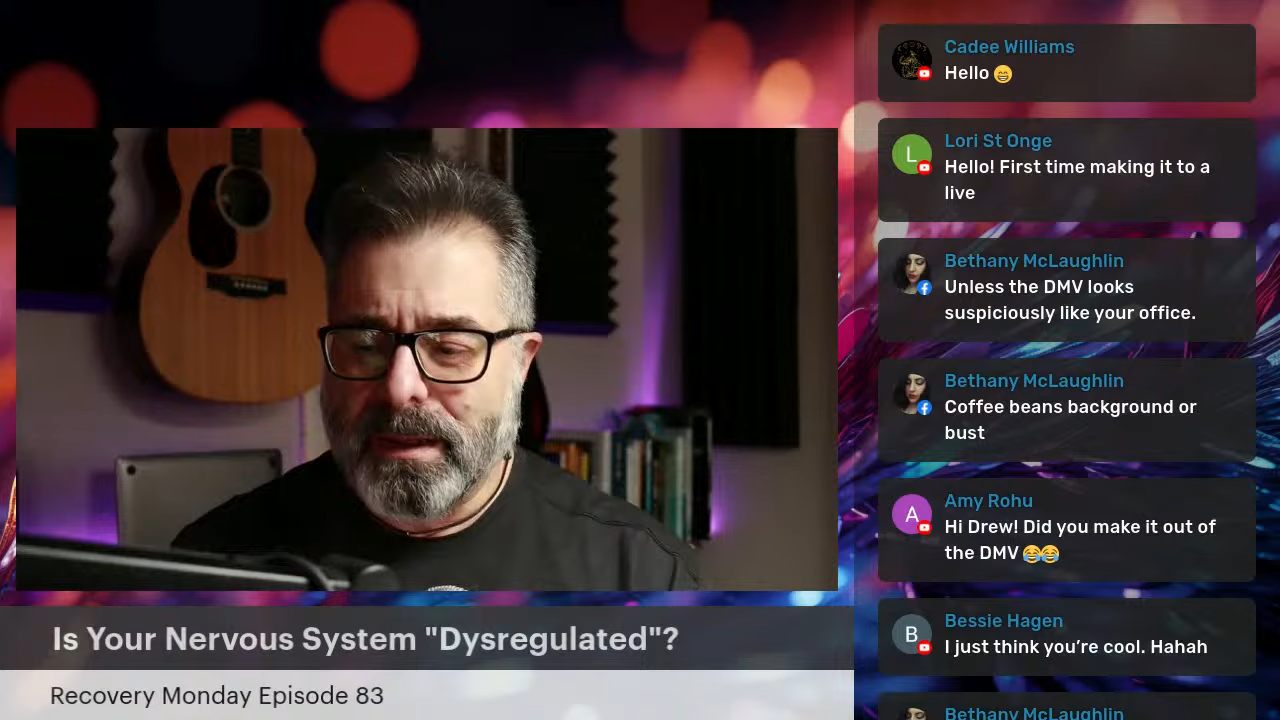 Cadee Williams
Hello 😁
Lori St Onge
Hello! First time making it to a
live
Bethany McLaughlin
Unless the DMV looks
suspiciously like your office.
Bethany McLaughlin
Coffee beans background or
bust
Amy Rohu
Hi Drew! Did you make it out of
the DMV 😂😂
Bessie Hagen
I just think you’re cool. Hahah
Bethany McLaughlin
Is Your Nervous System "Dysregulated"?
Recovery Monday Episode 83